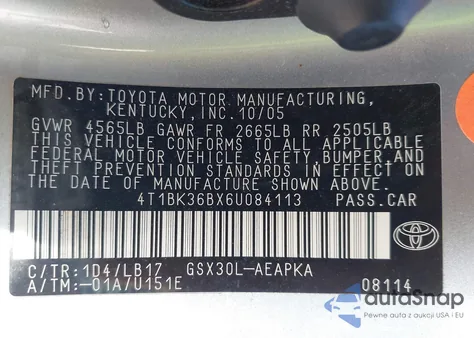 MFD.BY:TOYOTA MOTOR MANUFACTURING,
KENTUCKY,INC.10/05
GVWR 4565LB GAWR FR 2665LB RR 2505LB
THIS VEHICLE CONFORMS TO ALL APPLICABLE
FEDERAL MOTOR VEHICLE SAFETY,BUMPER,AND
THEFT PREVENTION STANDARDS IN EFFECT ON
THE DATE OF MANUFACTURE SHOWN ABOVE.
4T1BK36BX6U084113 PASS.CAR
TOYOTA
C/TR:1D4/LB17 GSX30L-AEAPKA
A/TM:-01A/U151E 08114
autoSnap
Pewne auta z aukcji USA i EU